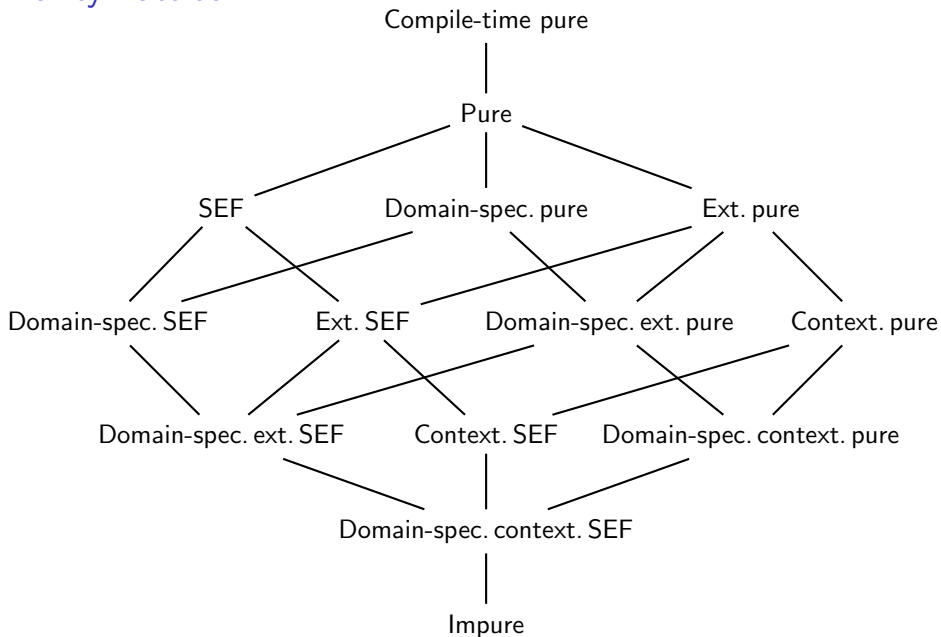 Compile-time pure
Pure
SEF Domain-spec. pure Ext. pure
Domain-spec. SEF Ext. SEF Domain-spec. ext. pure Context. pure
Domain-spec. ext. SEF Context. SEF Domain-spec. context. pure
Domain-spec. context. SEF
Impure